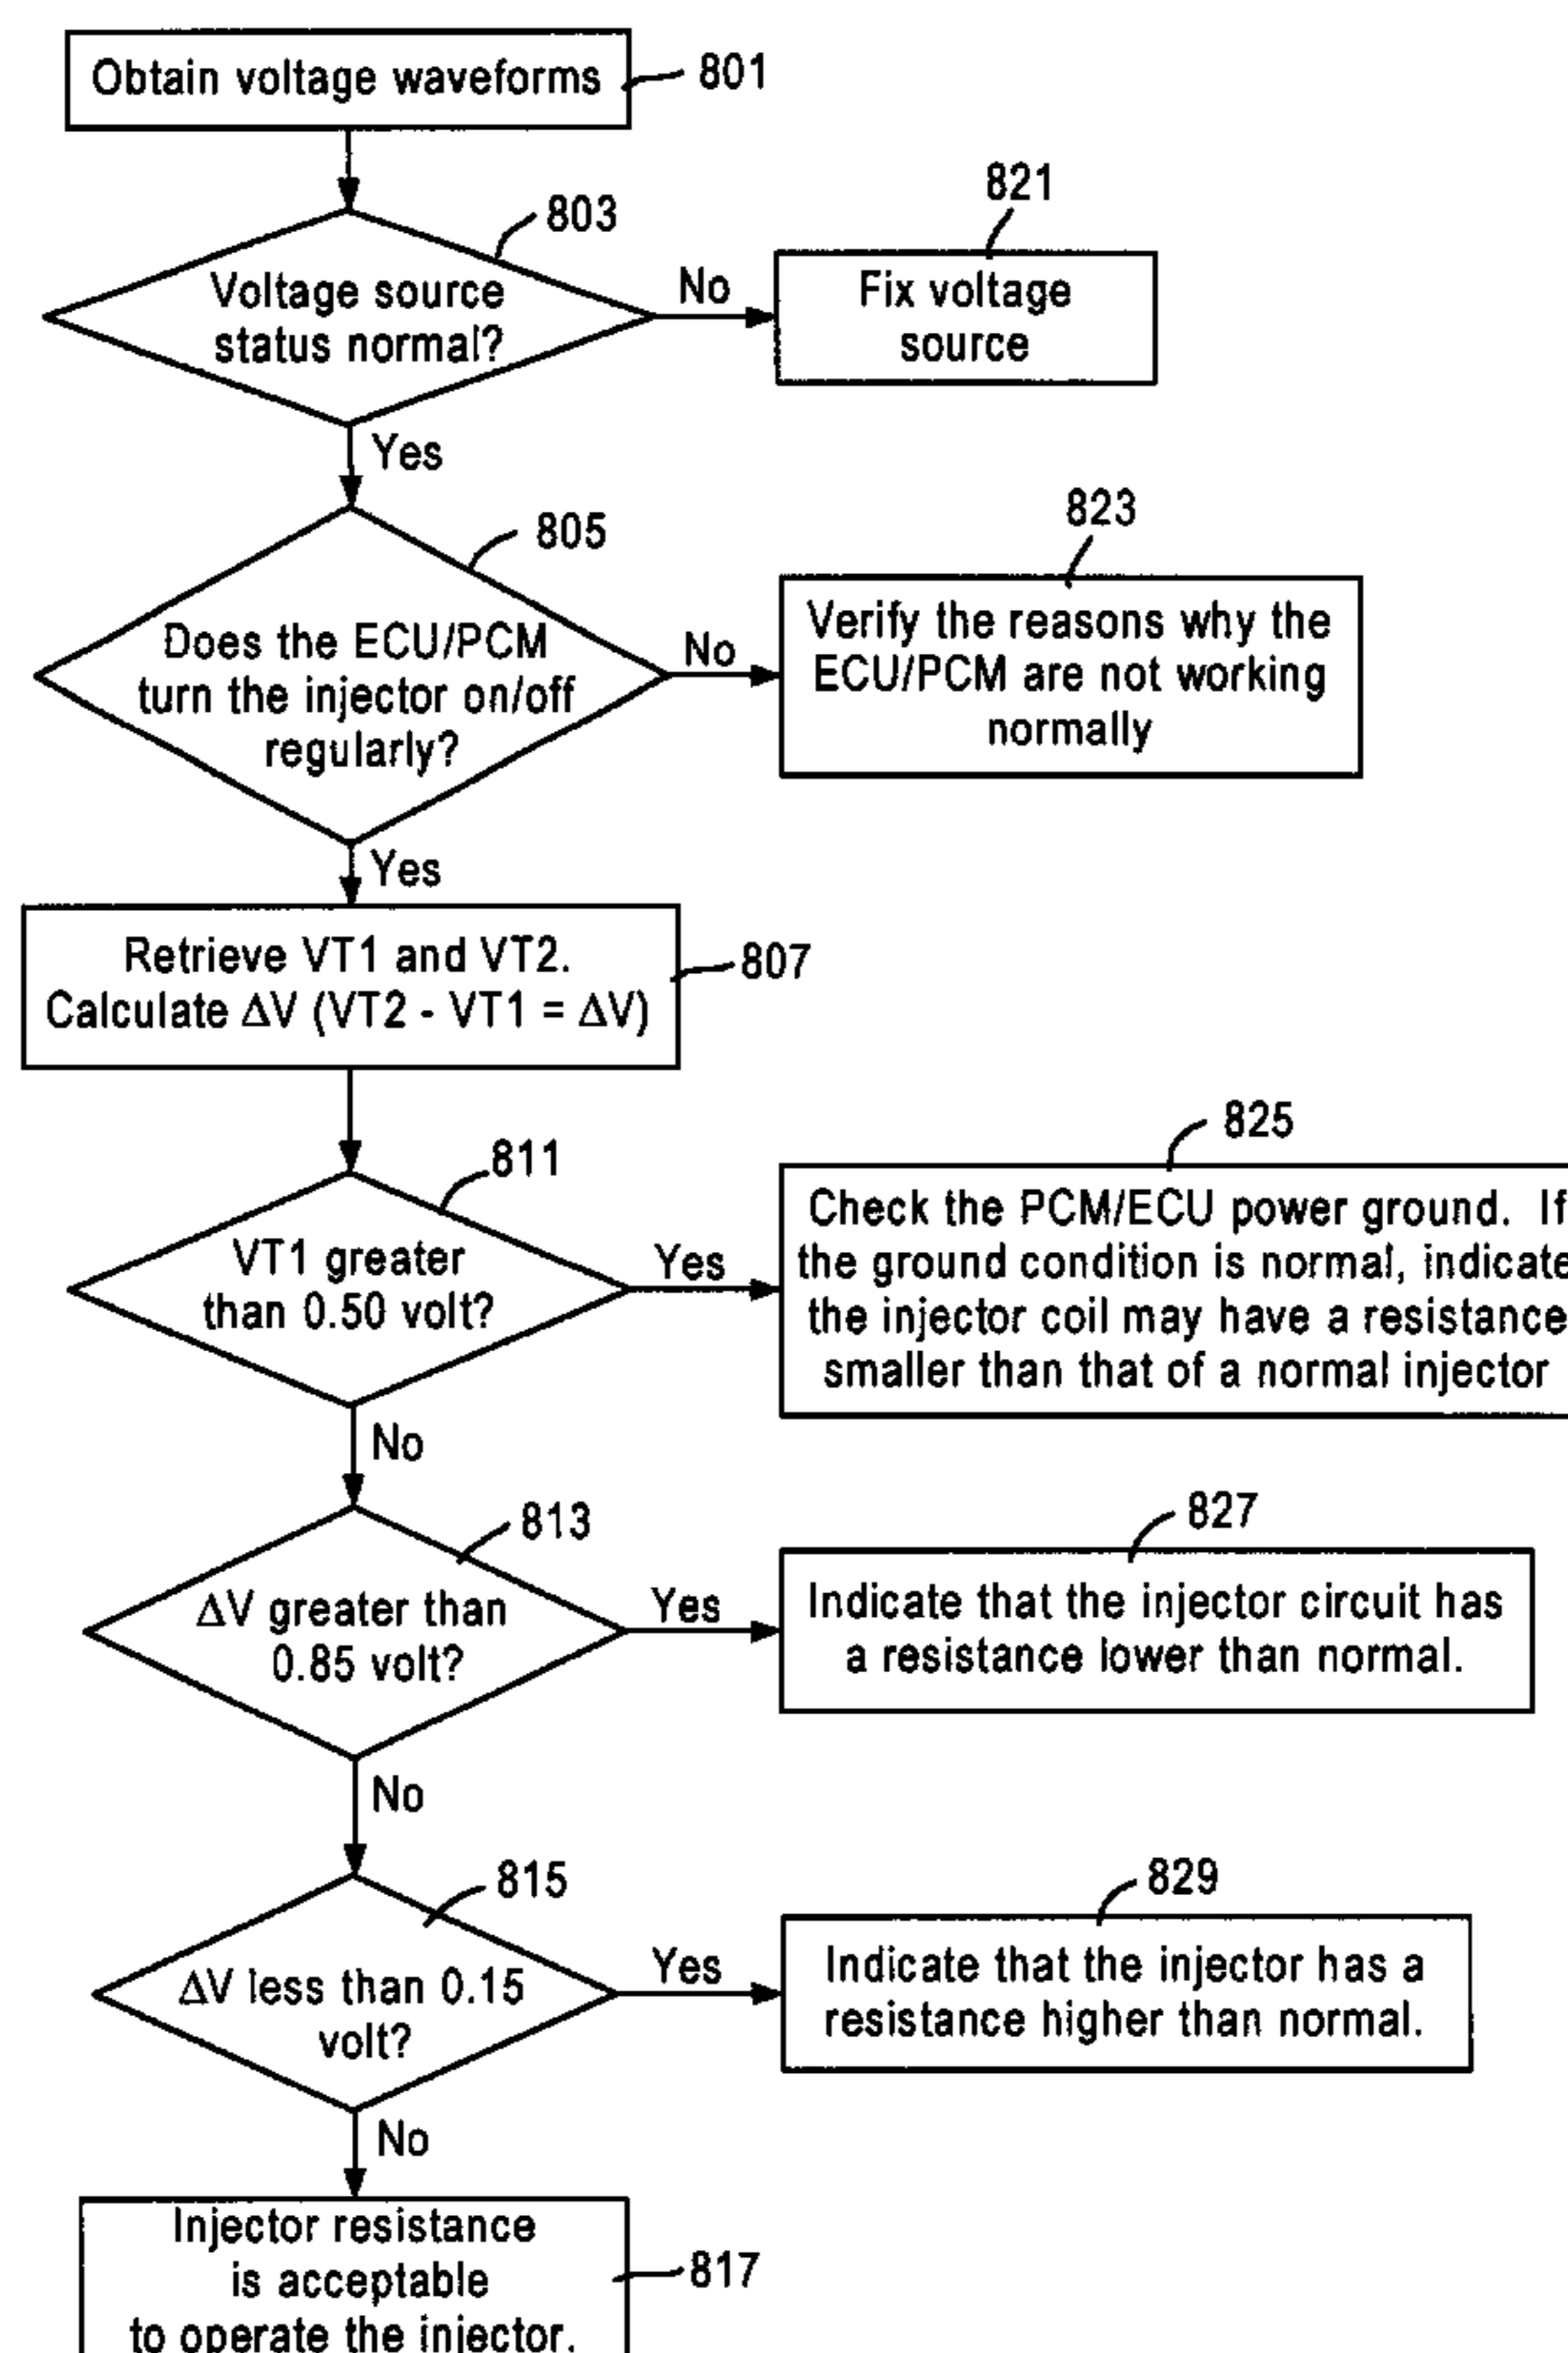 Obtain voltage waveforms
801
803
Voltage source
status normal?
No
821
Fix voltage
source
Yes
805
Does the ECU/PCM
turn the injector on/off
regularly?
No
823
Verify the reasons why the
ECU/PCM are not working
normally
Yes
Retrieve VT1 and VT2.
Calculate ΔV (VT2 - VT1 = ΔV)
807
811
VT1 greater
than 0.50 volt?
Yes
825
Check the PCM/ECU power ground. If
the ground condition is normal, indicate
the injector coil may have a resistance
smaller than that of a normal injector
No
813
ΔV greater than
0.85 volt?
Yes
827
Indicate that the injector circuit has
a resistance lower than normal.
No
815
ΔV less than 0.15
volt?
Yes
829
Indicate that the injector has a
resistance higher than normal.
No
Injector resistance
is acceptable
to operate the injector.
817